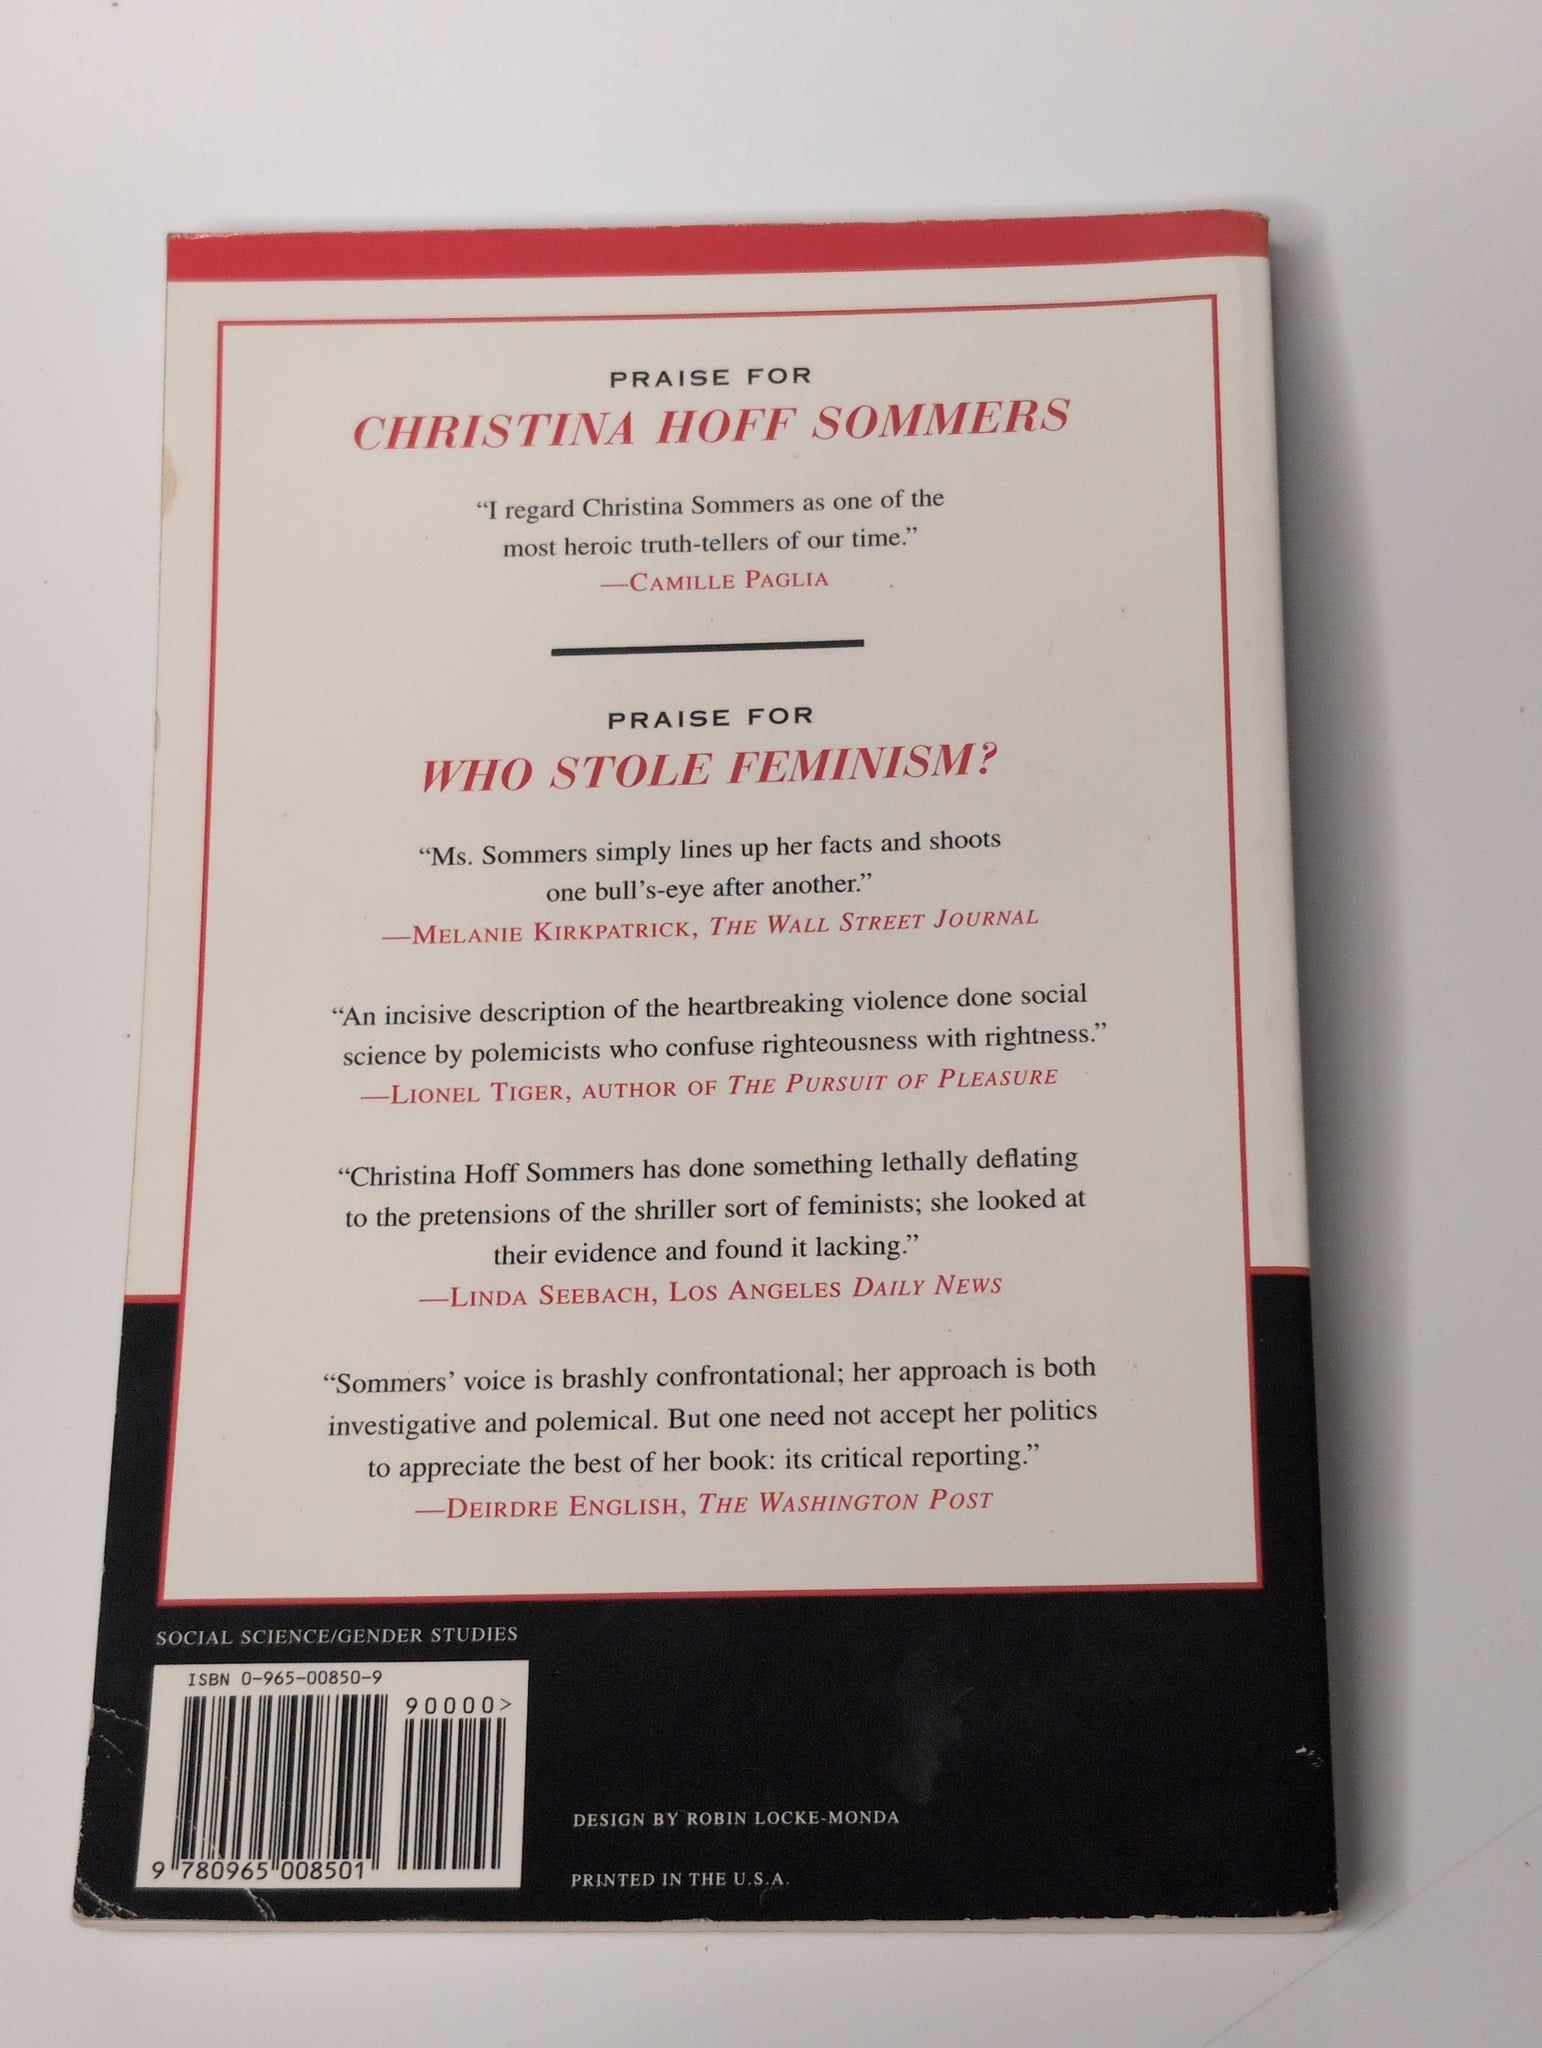 PRAISE FOR
CHRISTINA HOFF SOMMERS
“I regard Christina Sommers as one of the
most heroic truth-tellers of our time.”
—CAMILLE PAGLIA
PRAISE FOR
WHO STOLE FEMINISM?
“Ms. Sommers simply lines up her facts and shoots
one bull’s-eye after another.”
—MELANIE KIRKPATRICK, THE WALL STREET JOURNAL
“An incisive description of the heartbreaking violence done social
science by polemicists who confuse righteousness with rightness.”
—LIONEL TIGER, AUTHOR OF THE PURSUIT OF PLEASURE
“Christina Hoff Sommers has done something lethally deflating
to the pretensions of the shriller sort of feminists; she looked at
their evidence and found it lacking.”
—LINDA SEEBACH, LOS ANGELES DAILY NEWS
“Sommers’ voice is brashly confrontational; her approach is both
investigative and polemical. But one need not accept her politics
to appreciate the best of her book: its critical reporting.”
—DEIRDRE ENGLISH, THE WASHINGTON POST
SOCIAL SCIENCE/GENDER STUDIES
ISBN 0-965-00850-9
90000>
9 780965 008501
DESIGN BY ROBIN LOCKE-MONDA
PRINTED IN THE U.S.A.